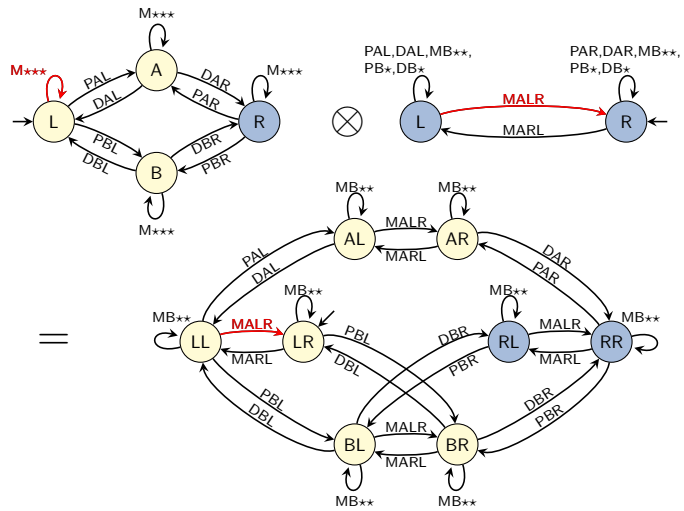 M⋆⋆⋆
PAL,DAL,MB⋆⋆,
PB⋆,DB⋆
PAR,DAR,MB⋆⋆,
PB⋆,DB⋆
M⋆⋆⋆
PAL
A
DAR
M⋆⋆⋆
DAL
PAR
MALR
L
R
⊗
L
R
PBL
DBR
MARL
DBL
B
PBR
M⋆⋆⋆
MB⋆⋆
MB⋆⋆
AL
MALR
AR
MARL
PAL
DAL
DAR
PAR
=
MB⋆⋆
MB⋆⋆
MB⋆⋆
MB⋆⋆
LL
MALR
LR
PBL
DBR
RL
MALR
RR
MARL
DBL
PBR
MARL
PBL
DBL
DBR
PBR
BL
MALR
BR
MARL
MB⋆⋆
MB⋆⋆